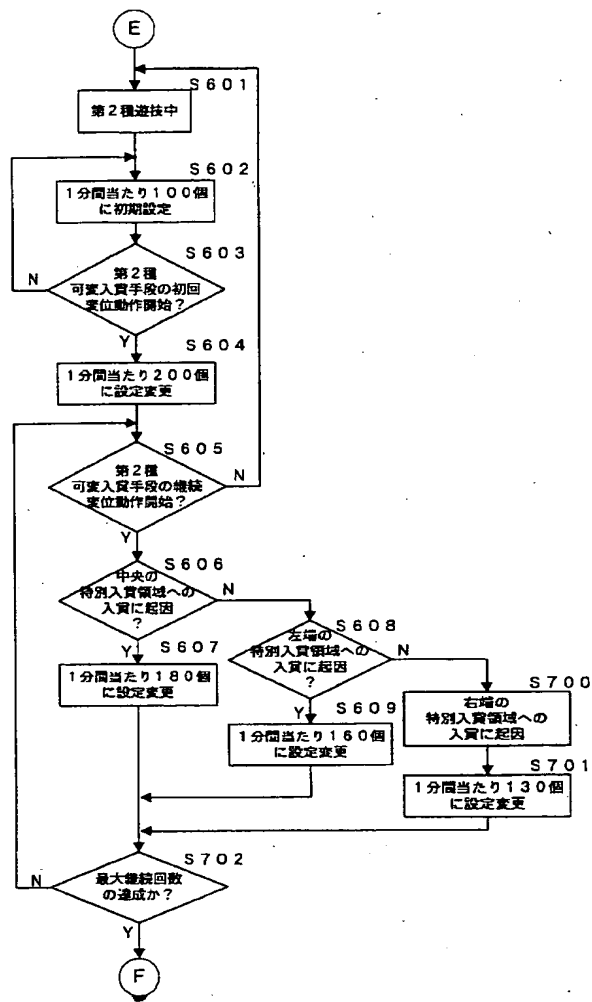 E
S601
第2種遊技中
S602
1分間当たり100個
に初期設定
S603
第2種
可変入賞手段の初回
変位動作開始?
N
Y
S604
1分間当たり200個
に設定変更
S605
第2種
可変入賞手段の継続
変位動作開始?
N
Y
S606
中央の
特別入賞領域への
入賞に起因
?
N
Y
S607
1分間当たり180個
に設定変更
S608
左端の
特別入賞領域への
入賞に起因
?
N
Y
S609
1分間当たり160個
に設定変更
S700
右端の
特別入賞領域への
入賞に起因
S701
1分間当たり130個
に設定変更
S702
最大継続回数
の達成か?
N
Y
F